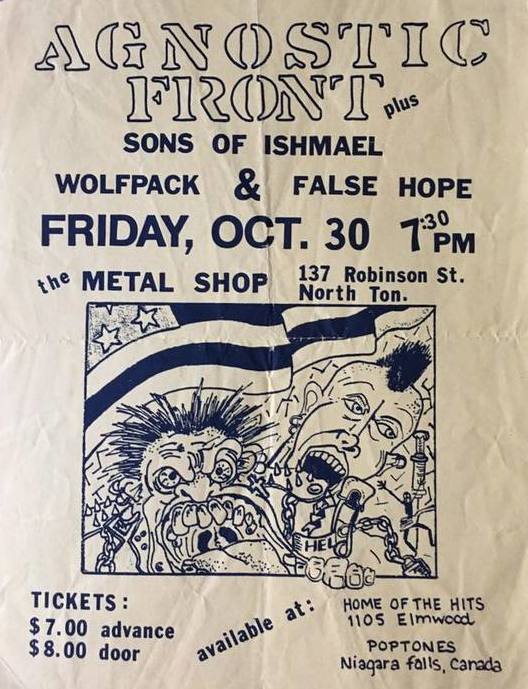 AGNOSTIC
FRONT plus
SONS OF ISHMAEL
WOLFPACK & FALSE HOPE
FRIDAY, OCT. 30 7:30 PM
the METAL SHOP 137 Robinson St.
North Ton.
HEL
TICKETS:
$7.00 advance
$8.00 door
available at:
HOME OF THE HITS
1105 Elmwood
POPTONES
Niagara falls, Canada